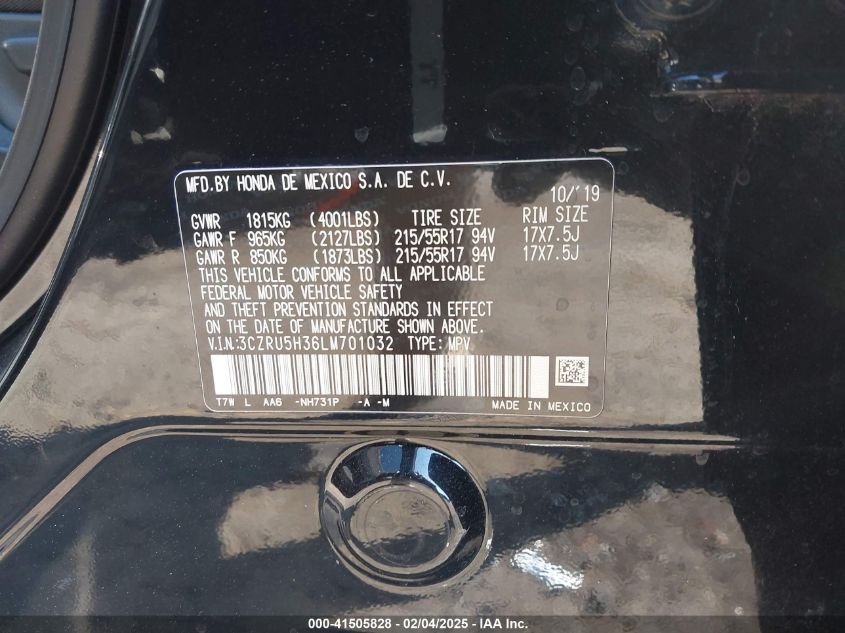 MFD.BY HONDA DE MEXICO S.A. DE C.V.
10/'19
GVWR 1815KG (4001LBS) TIRE SIZE RIM SIZE
GAWR F 965KG (2127LBS) 215/55R17 94V 17X7.5J
GAWR R 850KG (1873LBS) 215/55R17 94V 17X7.5J
THIS VEHICLE CONFORMS TO ALL APPLICABLE
FEDERAL MOTOR VEHICLE SAFETY
AND THEFT PREVENTION STANDARDS IN EFFECT
ON THE DATE OF MANUFACTURE SHOWN ABOVE.
V.I.N:3CZRU5H36LM701032 TYPE: MPV
T7W L AA6 -NH731P -A -M MADE IN MEXICO
000-41505828 - 02/04/2025 - Copyright © 2025 IAA, Inc.